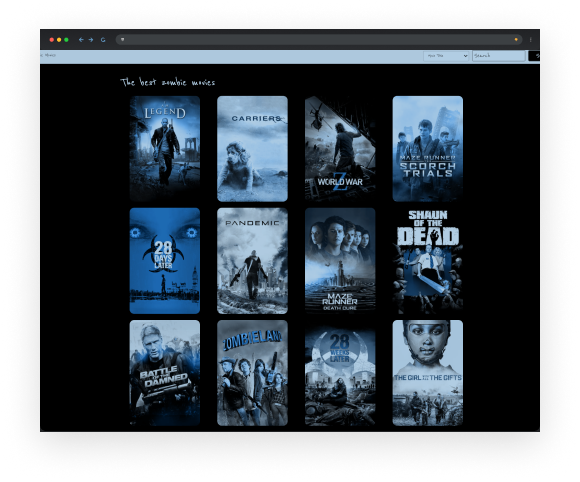 Search
The best zombie movies
LEGEND
CARRIERS
WORLD WAR
Z
MAZE RUNNER
SCORCH
TRIALS
28
DAYS
LATER
PANDEMIC
MAZE
RUNNER
DEATH CURE
SHAUN
OF THE
DEAD
BATTLE
OF THE
DAMNED
ZOMBIELAND
28
WEEKS
LATER
THE GIRL WITH ALL THE GIFTS